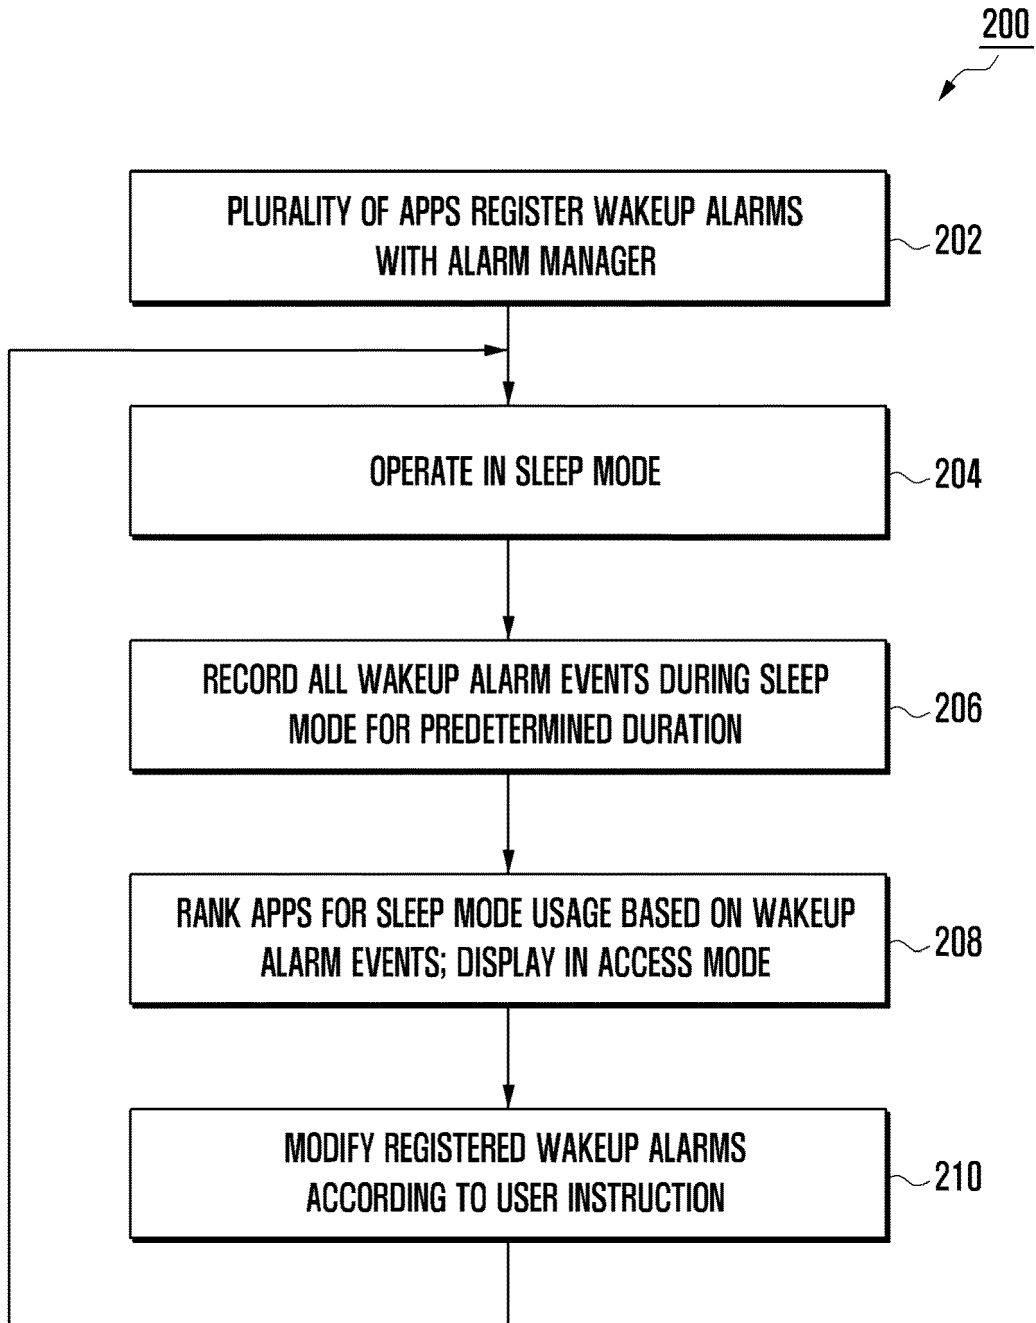 200
PLURALITY OF APPS REGISTER WAKEUP ALARMS
WITH ALARM MANAGER
202
OPERATE IN SLEEP MODE
204
RECORD ALL WAKEUP ALARM EVENTS DURING SLEEP
MODE FOR PREDETERMINED DURATION
206
RANK APPS FOR SLEEP MODE USAGE BASED ON WAKEUP
ALARM EVENTS; DISPLAY IN ACCESS MODE
208
MODIFY REGISTERED WAKEUP ALARMS
ACCORDING TO USER INSTRUCTION
210